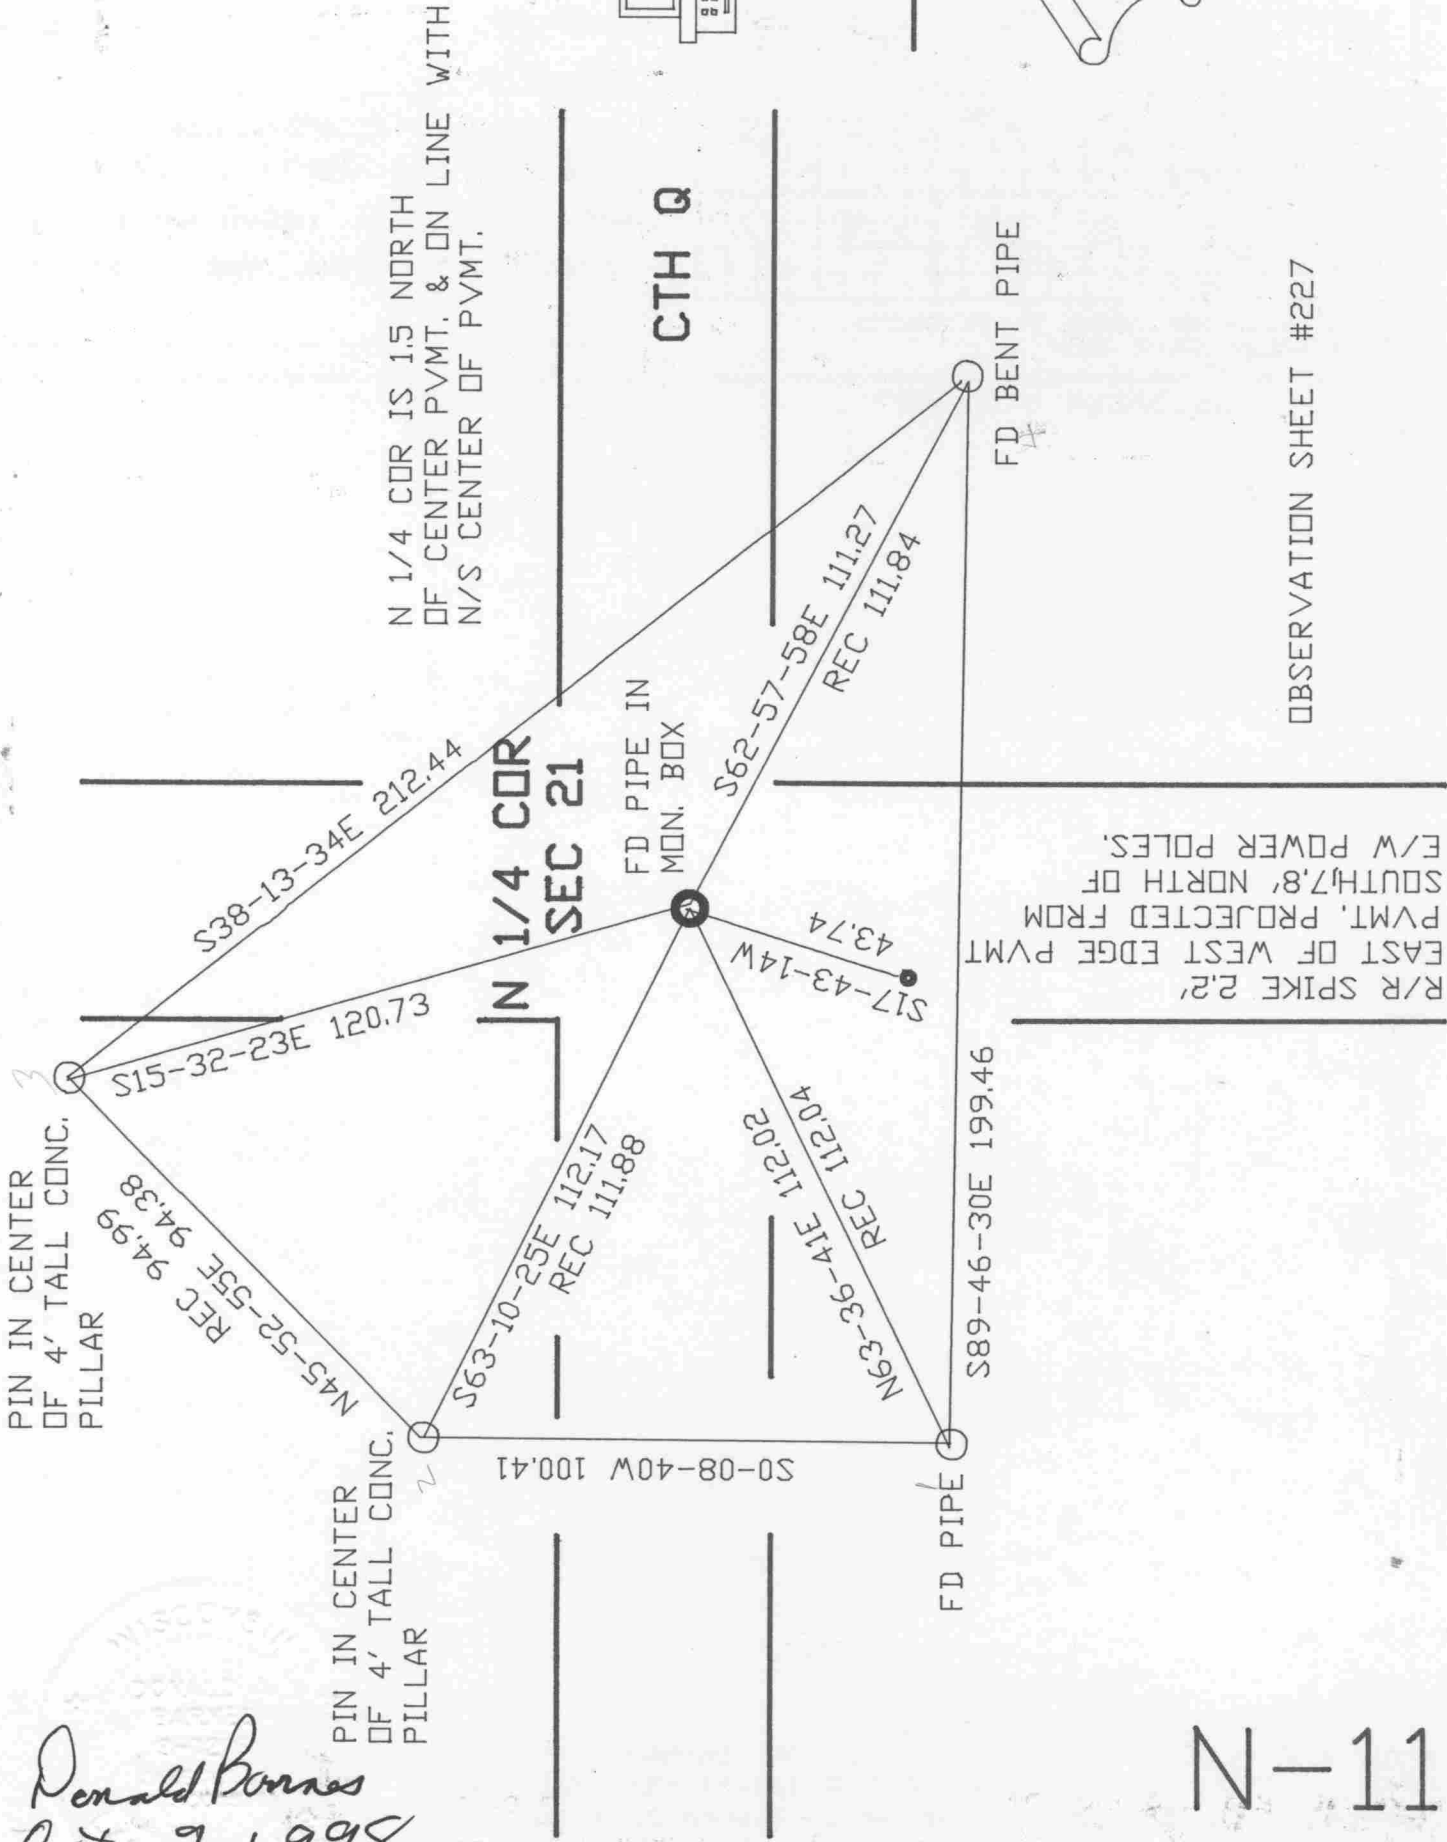 N 1/4 COR IS 1.5 NORTH
OF CENTER PVMT. & ON LINE WITH
N/S CENTER OF PVMT.
CTH Q
PIN IN CENTER
OF 4' TALL CONC.
PILLAR
3
S38-13-34E 212.44
S15-32-23E 120.73
REC 94.99
N45-52-55E 94.38
N 1/4 COR
SEC 21
FD PIPE IN
MON. BOX
S62-57-58E 111.27
REC 111.84
FD BENT PIPE
4
S63-10-25E 112.17
REC 111.88
S17-43-14W
43.74
N63-36-41E 112.02
REC 112.04
PIN IN CENTER
OF 4' TALL CONC.
PILLAR
2
S0-08-40W 100.41
FD PIPE
1
S89-46-30E 199.46
R/R SPIKE 2.2'
EAST OF WEST EDGE PVMT
PVMT. PROJECTED FROM
SOUTH,7.8' NORTH OF
E/W POWER POLES.
OBSERVATION SHEET #227
Donald Barnes
N-11